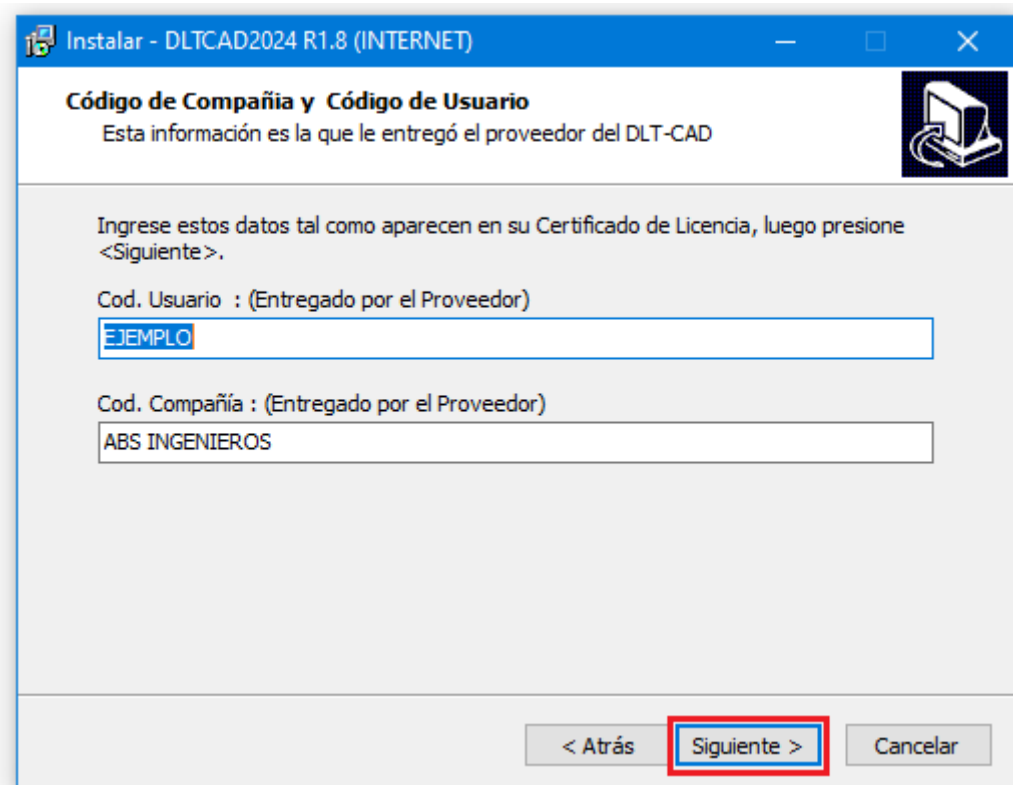 Instalar - DLTCAD2024 R1.8 (INTERNET)
Código de Compañia y Código de Usuario
Esta información es la que le entregó el proveedor del DLT-CAD
Ingrese estos datos tal como aparecen en su Certificado de Licencia, luego presione
<Siguiente>.
Cod. Usuario : (Entregado por el Proveedor)
EJEMPLO
Cod. Compañía : (Entregado por el Proveedor)
ABS INGENIEROS
< Atrás
Siguiente >
Cancelar